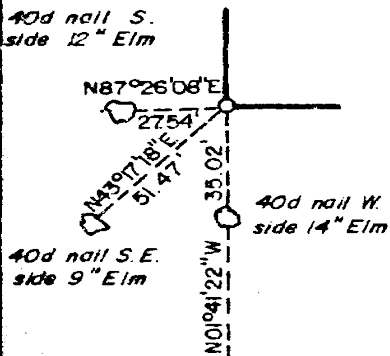 40d nail S.
side 12" Elm
N87°26'08"E
27.54'
N43°17'18"E
51.47'
35.02'
40d nail W.
side 14" Elm
40d nail S.E.
side 9" Elm
N01°41'22"W